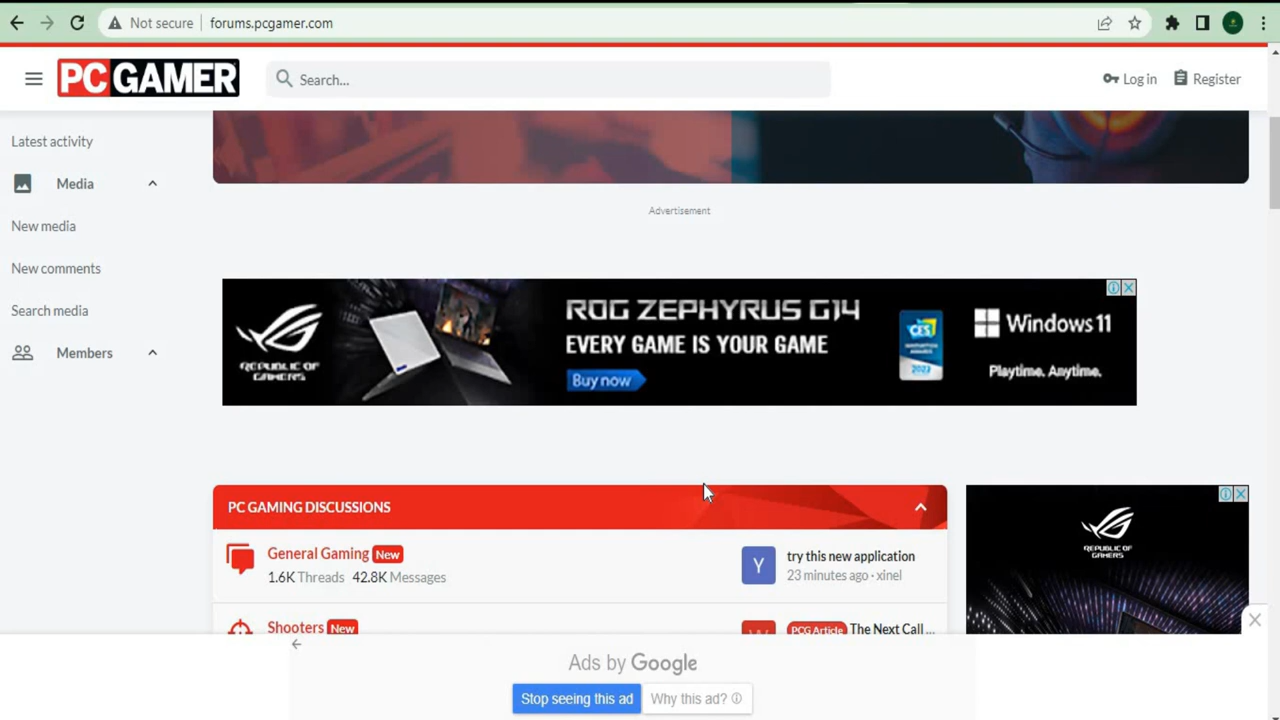 Not secure
forums.pcgamer.com
PC GAMER
Search...
Log in
Register
Latest activity
Media
New media
New comments
Search media
Members
Advertisement
REPUBLIC OF
GAMERS
ROG ZEPHYRUS G14
EVERY GAME IS YOUR GAME
Buy now
CES
2023
Windows 11
Playtime. Anytime.
PC GAMING DISCUSSIONS
General Gaming New
1.6K Threads 42.8K Messages
Y
try this new application
23 minutes ago · xinel
Shooters New
PCG Article The Next Call ...
REPUBLIC OF
GAMERS
Ads by Google
Stop seeing this ad
Why this ad?